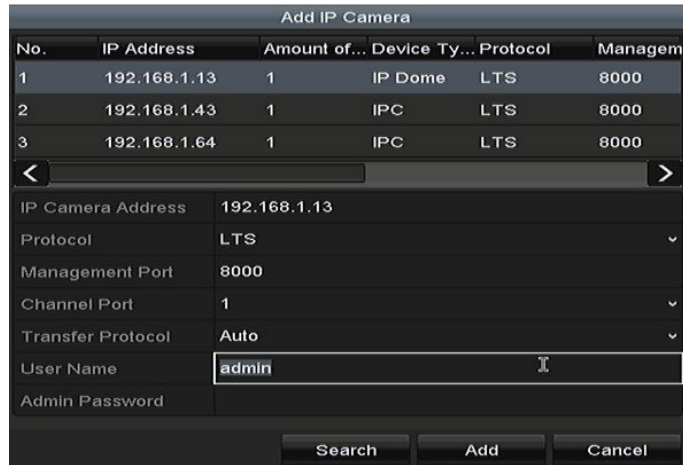 Add IP Camera
No. IP Address Amount of... Device Ty... Protocol Managem
1 192.168.1.13 1 IP Dome LTS 8000
2 192.168.1.43 1 IPC LTS 8000
3 192.168.1.64 1 IPC LTS 8000
IP Camera Address 192.168.1.13
Protocol LTS
Management Port 8000
Channel Port 1
Transfer Protocol Auto
User Name admin
Admin Password
Search Add Cancel